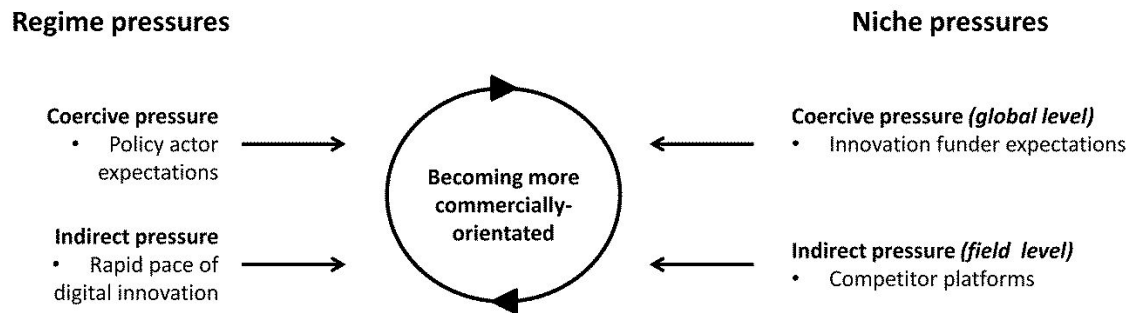 Regime pressures
Niche pressures
Coercive pressure
• Policy actor
expectations
Indirect pressure
• Rapid pace of
digital innovation
Becoming more
commercially-
orientated
Coercive pressure (global level)
• Innovation funder expectations
Indirect pressure (field level)
• Competitor platforms